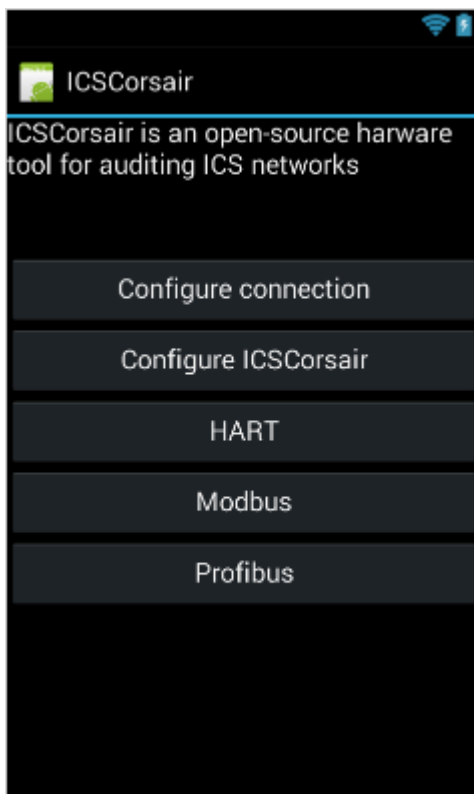 ICSCorsair
ICSCorsair is an open-source harware
tool for auditing ICS networks
Configure connection
Configure ICSCorsair
HART
Modbus
Profibus